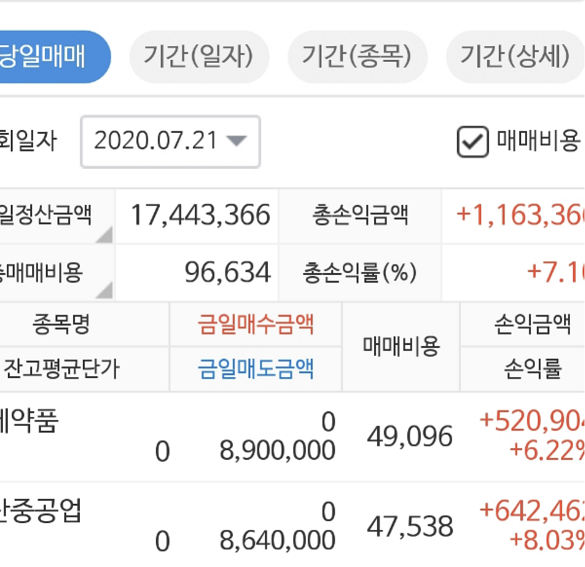 당일매매 기간(일자) 기간(종목) 기간(상세)
회일자 2020.07.21 매매비용
일정산금액 17,443,366 총손익금액 +1,163,36
매매비용 96,634 총손익률(%) +7.1
종목명 금일매수금액 매매비용 손익금액
잔고평균단가 금일매도금액 손익률
제약품 0 49,096 +520,904
0 8,900,000 +6.22%
산중공업 0 47,538 +642,462
0 8,640,000 +8.03%